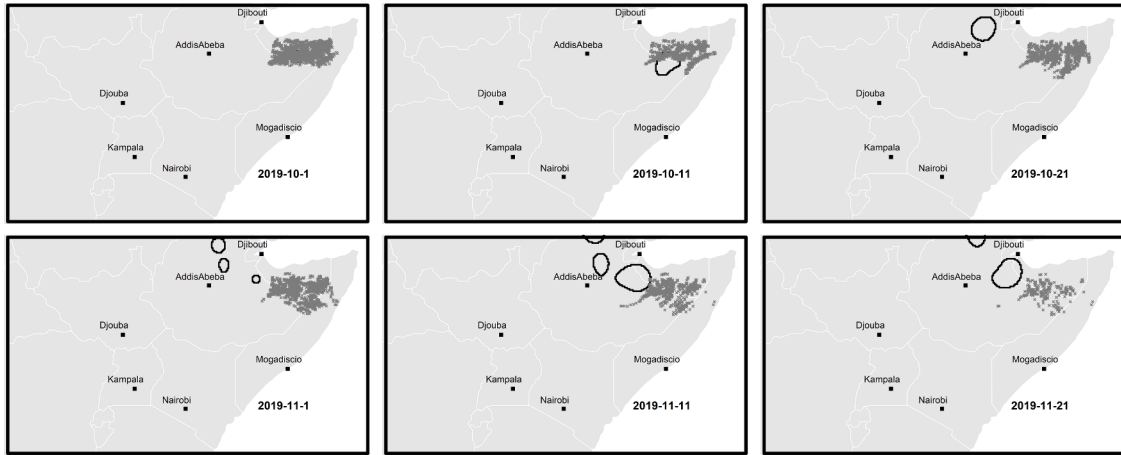 Djibouti
AddisAbeba
Djouba
Mogadiscio
Kampala
Nairobi
2019-10-1
Djibouti
AddisAbeba
Djouba
Mogadiscio
Kampala
Nairobi
2019-10-11
Djibouti
AddisAbeba
Djouba
Mogadiscio
Kampala
Nairobi
2019-10-21
Djibouti
AddisAbeba
Djouba
Mogadiscio
Kampala
Nairobi
2019-11-1
Djibouti
AddisAbeba
Djouba
Mogadiscio
Kampala
Nairobi
2019-11-11
Djibouti
AddisAbeba
Djouba
Mogadiscio
Kampala
Nairobi
2019-11-21